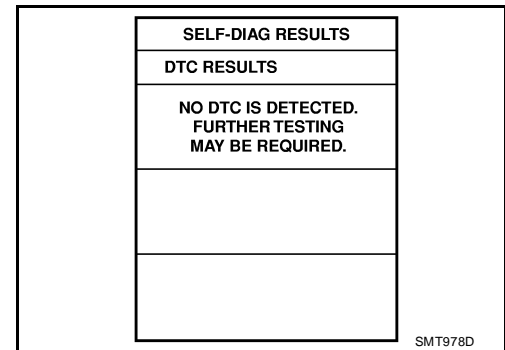 SELF-DIAG RESULTS
DTC RESULTS
NO DTC IS DETECTED.
FURTHER TESTING
MAY BE REQUIRED.
SMT978D